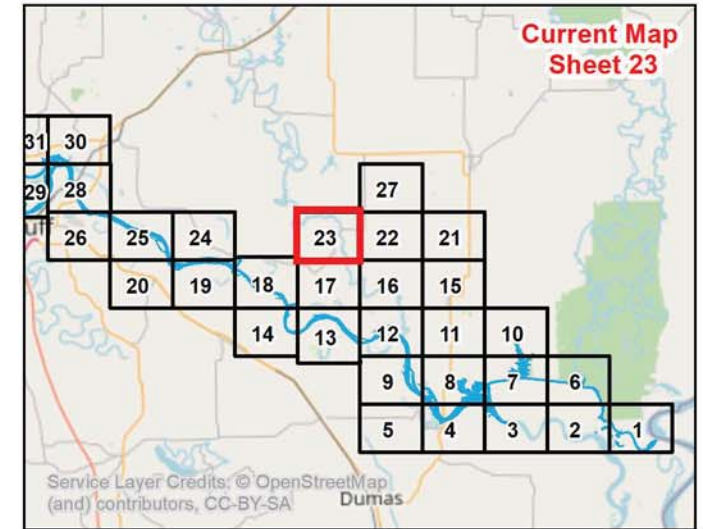 Current Map
Sheet 23
31 30
27
29 28
uff
26 25 24 23 22 21
20 19 18 17 16 15
14 13 12 11 10
9 8 7 6
5 4 3 2 1
Service Layer Credits: © OpenStreetMap
(and) contributors, CC-BY-SA
Dumas